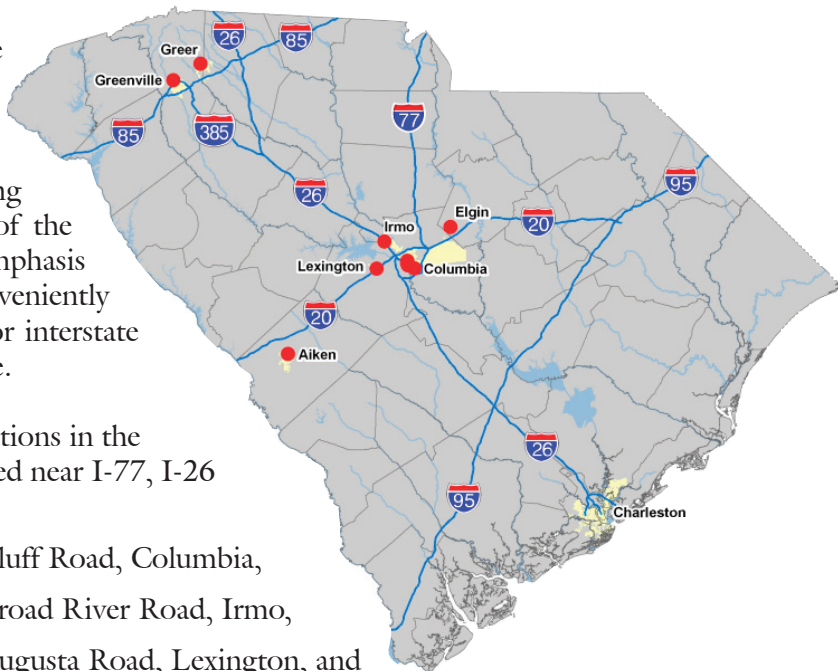 e
ng
of the
mphasis
veniently
or interstate
e.
tions in the
ed near I-77, I-26
luff Road, Columbia,
road River Road, Irmo,
ugusta Road, Lexington, and
26
85
Greer
Greenville
85
385
77
26
95
Elgin
20
Irmo
Lexington
Columbia
20
Aiken
26
95
Charleston